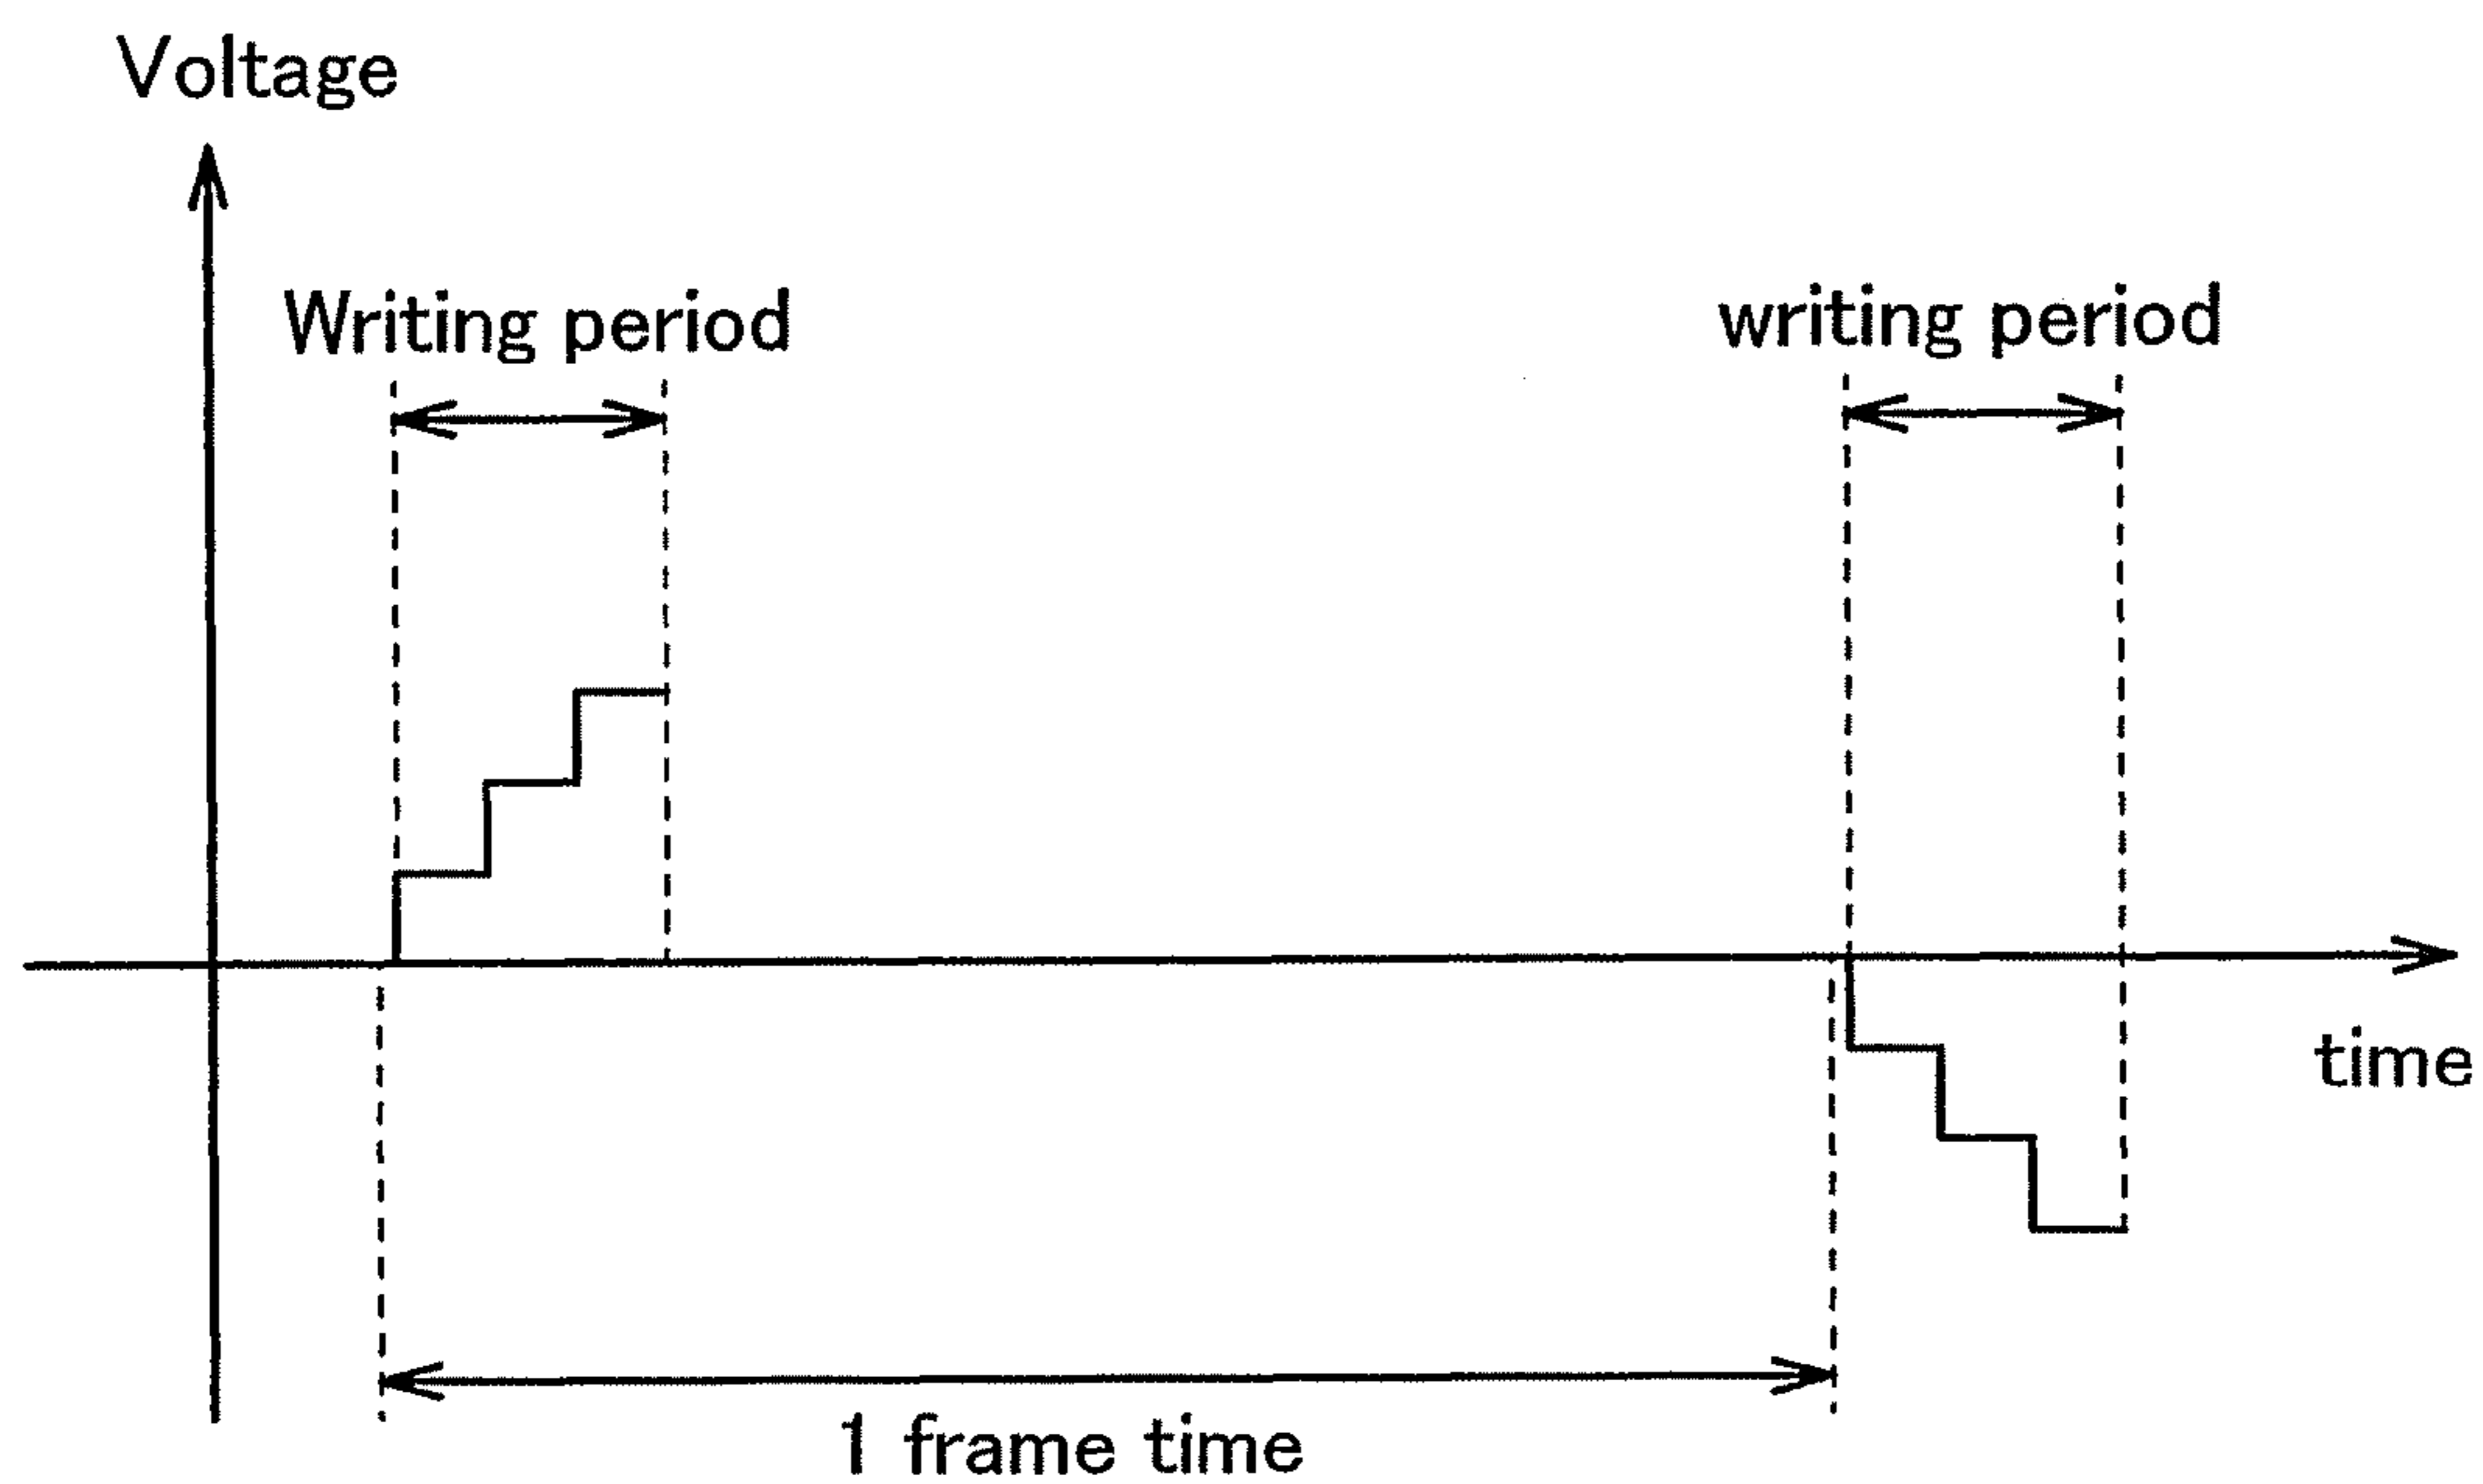 Voltage
Writing period
writing period
time
1 frame time